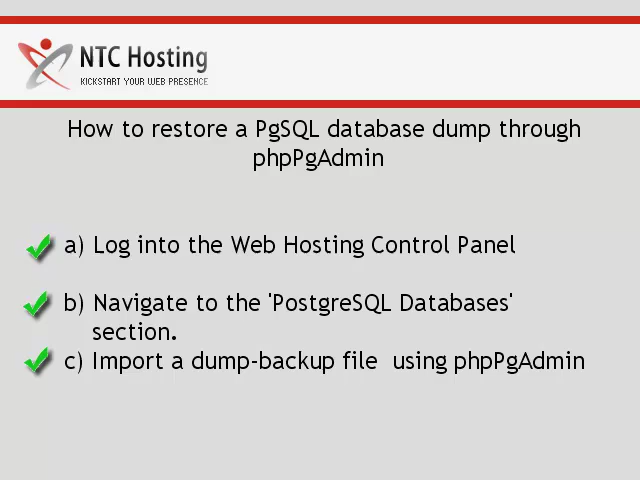 NTC Hosting
KICKSTART YOUR WEB PRESENCE
How to restore a PgSQL database dump through
phpPgAdmin
a) Log into the Web Hosting Control Panel
b) Navigate to the 'PostgreSQL Databases'
section.
c) Import a dump-backup file  using phpPgAdmin